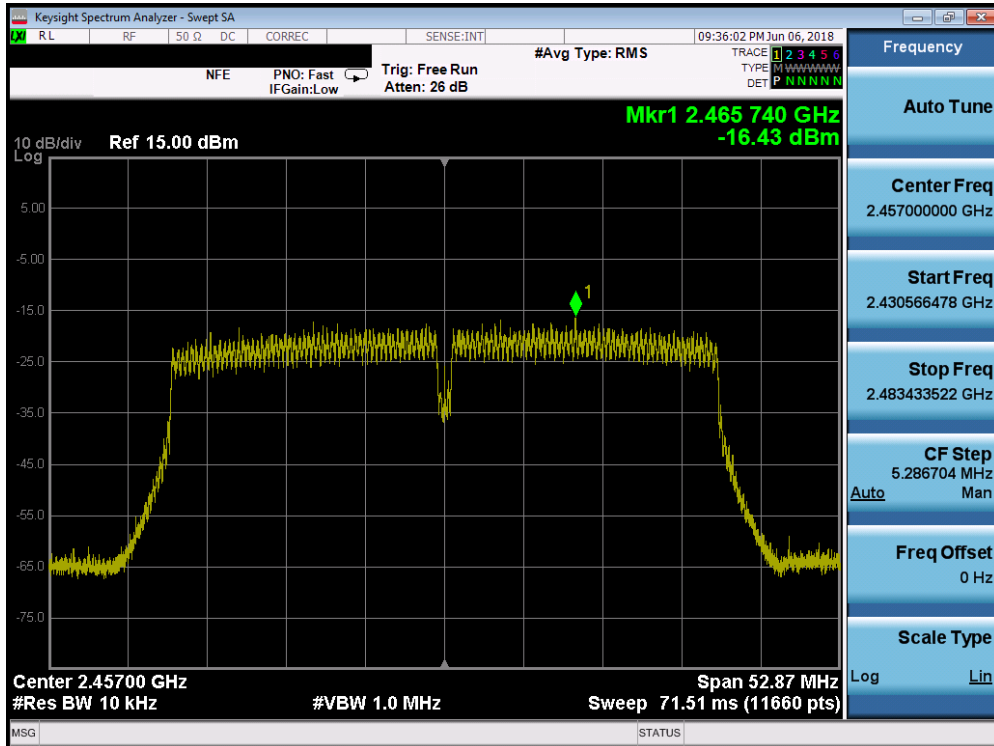 Keysight Spectrum Analyzer - Swept SA
LXI RL RF 50 Ω DC CORREC SENSE:INT 09:36:02 PM Jun 06, 2018
NFE PNO: Fast IFGain:Low
Trig: Free Run
Atten: 26 dB
#Avg Type: RMS
TRACE 1 2 3 4 5 6
TYPE M W W W W W
DET P N N N N N
Mkr1 2.465 740 GHz
-16.43 dBm
10 dB/div Ref 15.00 dBm
Log
5.00
-5.00
1
-15.0
-25.0
-35.0
-45.0
-55.0
-65.0
-75.0
Center 2.45700 GHz Span 52.87 MHz
#Res BW 10 kHz #VBW 1.0 MHz Sweep 71.51 ms (11660 pts)
MSG STATUS
Frequency
Auto Tune
Center Freq
2.457000000 GHz
Start Freq
2.430566478 GHz
Stop Freq
2.483433522 GHz
CF Step
5.286704 MHz
Auto Man
Freq Offset
0 Hz
Scale Type
Log Lin